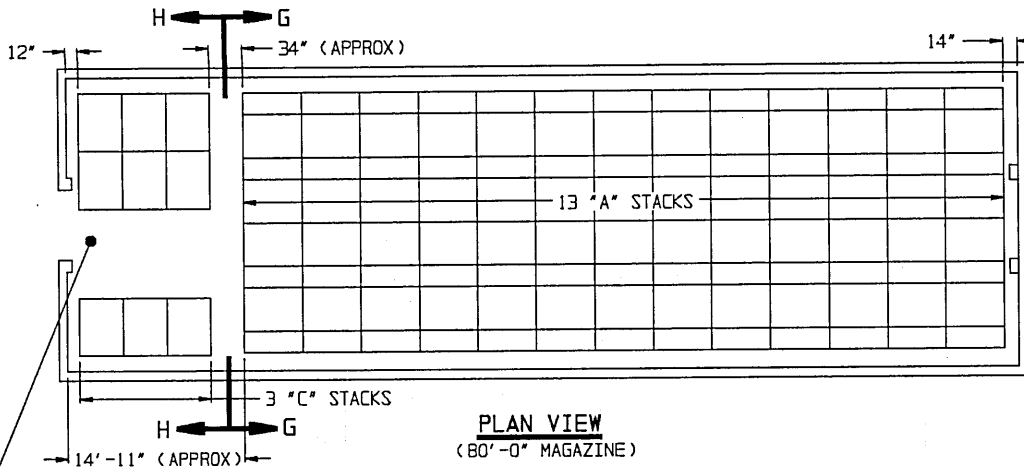 H G
12" 34" (APPROX) 14"
13 "A" STACKS
3 "C" STACKS
H G
PLAN VIEW
(80'-0" MAGAZINE)
14'-11" (APPROX)